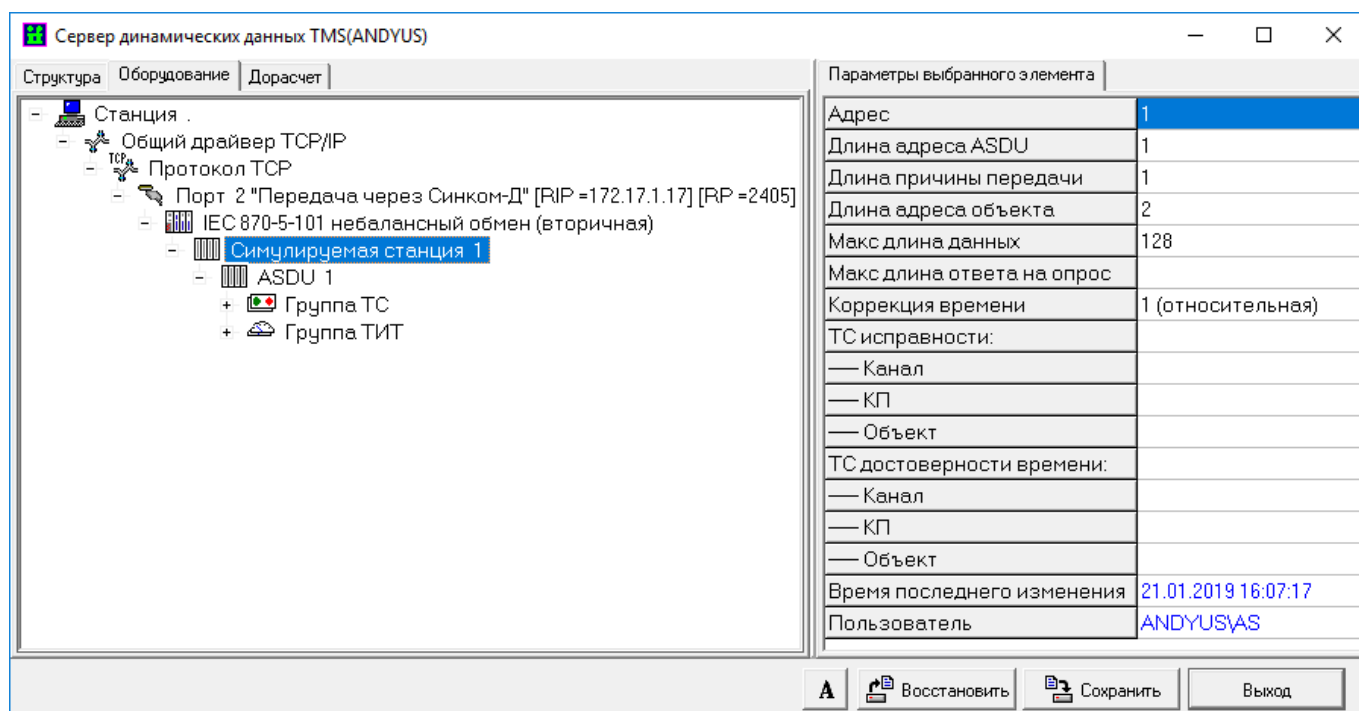 Сервер динамических данных TMS(ANDYUS)
Структура Оборудование Дорасчет
Станция .
Общий драйвер TCP/IP
TCP Протокол TCP
Порт 2 "Передача через Синком-Д" [RIP =172.17.1.17] [RP =2405]
IEC 870-5-101 небалансный обмен (вторичная)
Симулируемая станция 1
ASDU 1
Группа ТС
Группа ТИТ
Параметры выбранного элемента
Адрес 1
Длина адреса ASDU 1
Длина причины передачи 1
Длина адреса объекта 2
Макс длина данных 128
Макс длина ответа на опрос
Коррекция времени 1 (относительная)
ТС исправности:
── Канал
── КП
── Объект
ТС достоверности времени:
── Канал
── КП
── Объект
Время последнего изменения 21.01.2019 16:07:17
Пользователь ANDYUS\AS
A Восстановить Сохранить Выход